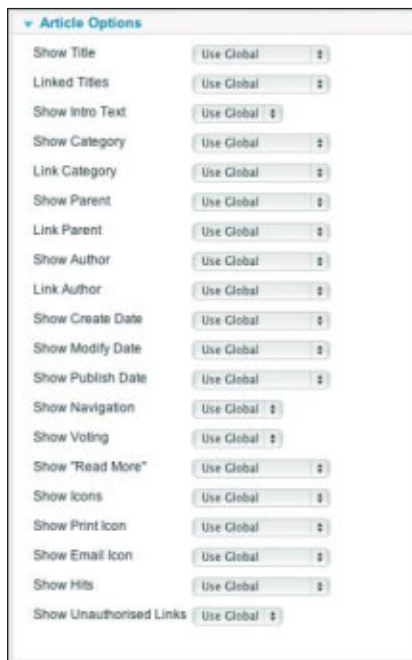 Article Options
Show Title Use Global
Linked Titles Use Global
Show Intro Text Use Global
Show Category Use Global
Link Category Use Global
Show Parent Use Global
Link Parent Use Global
Show Author Use Global
Link Author Use Global
Show Create Date Use Global
Show Modify Date Use Global
Show Publish Date Use Global
Show Navigation Use Global
Show Voting Use Global
Show "Read More" Use Global
Show Icons Use Global
Show Print Icon Use Global
Show Email Icon Use Global
Show Hits Use Global
Show Unauthorised Links Use Global